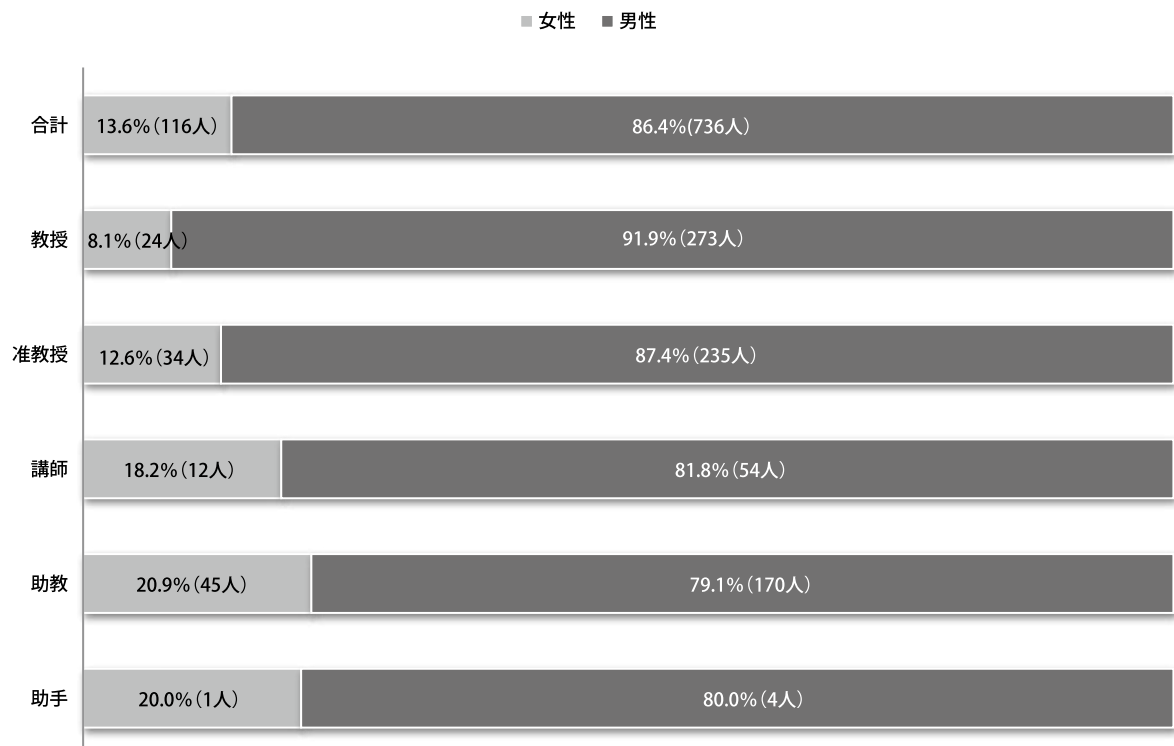 女性 男性
合計 13.6%（116人） 86.4%(736人）
教授 8.1%（24人） 91.9%（273人）
准教授 12.6%（34人） 87.4%（235人）
講師 18.2%（12人） 81.8%（54人）
助教 20.9%（45人） 79.1%（170人）
助手 20.0%（1人） 80.0%（4人）